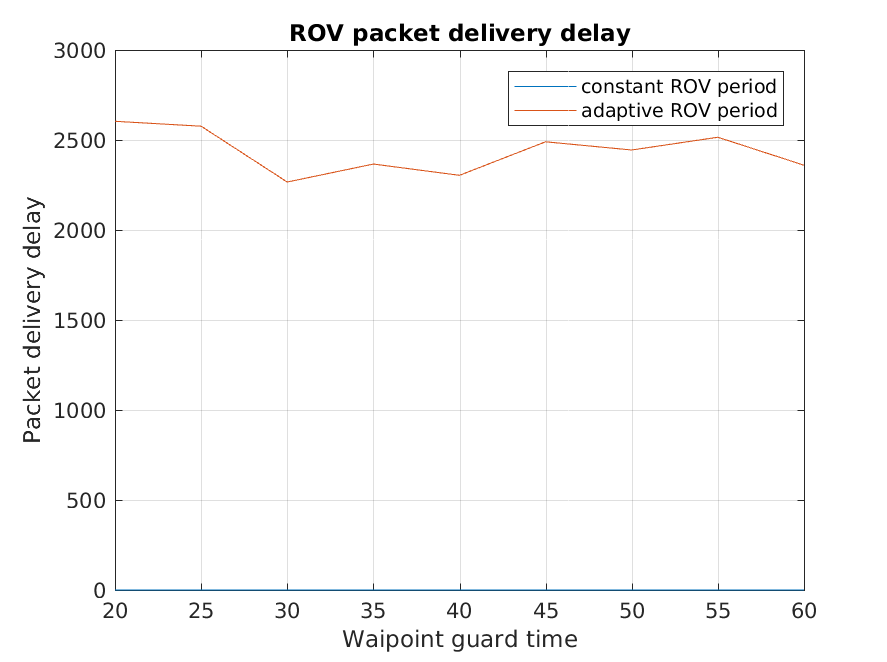 ROV packet delivery delay
constant ROV period
adaptive ROV period
3000
2500
2000
1500
1000
500
0
Packet delivery delay
20 25 30 35 40 45 50 55 60
Waipoint guard time